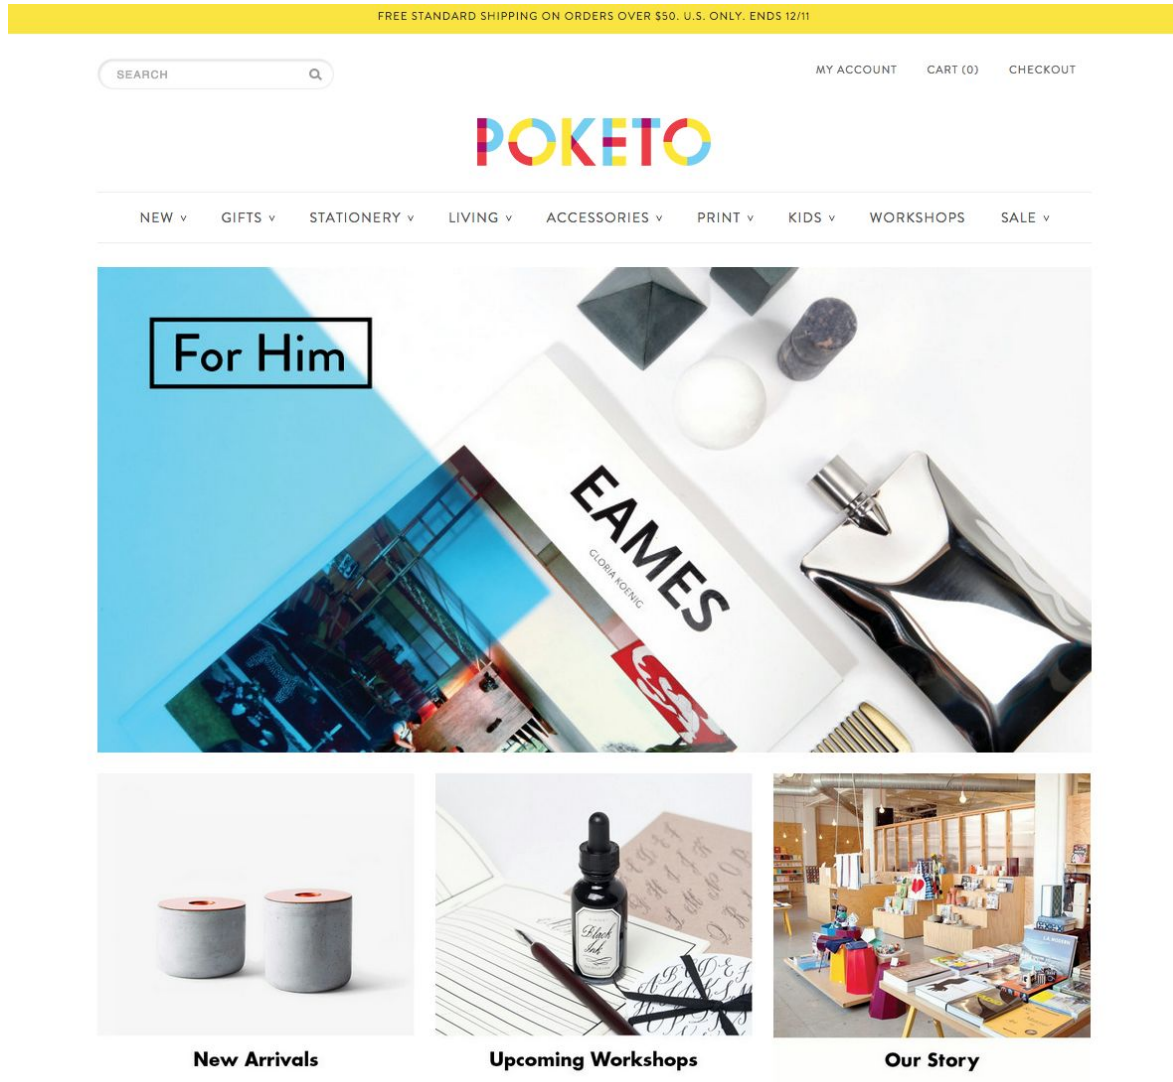 FREE STANDARD SHIPPING ON ORDERS OVER $50. U.S. ONLY. ENDS 12/11
SEARCH
MY ACCOUNT CART (0) CHECKOUT
POKETO
NEW v GIFTS v STATIONERY v LIVING v ACCESSORIES v PRINT v KIDS v WORKSHOPS SALE v
For Him
EAMES
GLORIA KOENIG
Black
Ink
New Arrivals Upcoming Workshops Our Story